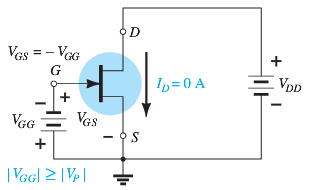 D
V_GS = −V_GG
G
I_D = 0 A
+
V_DD
−
− +
V_GG
V_GS
+
− S
|V_GG| ≥ |V_P|